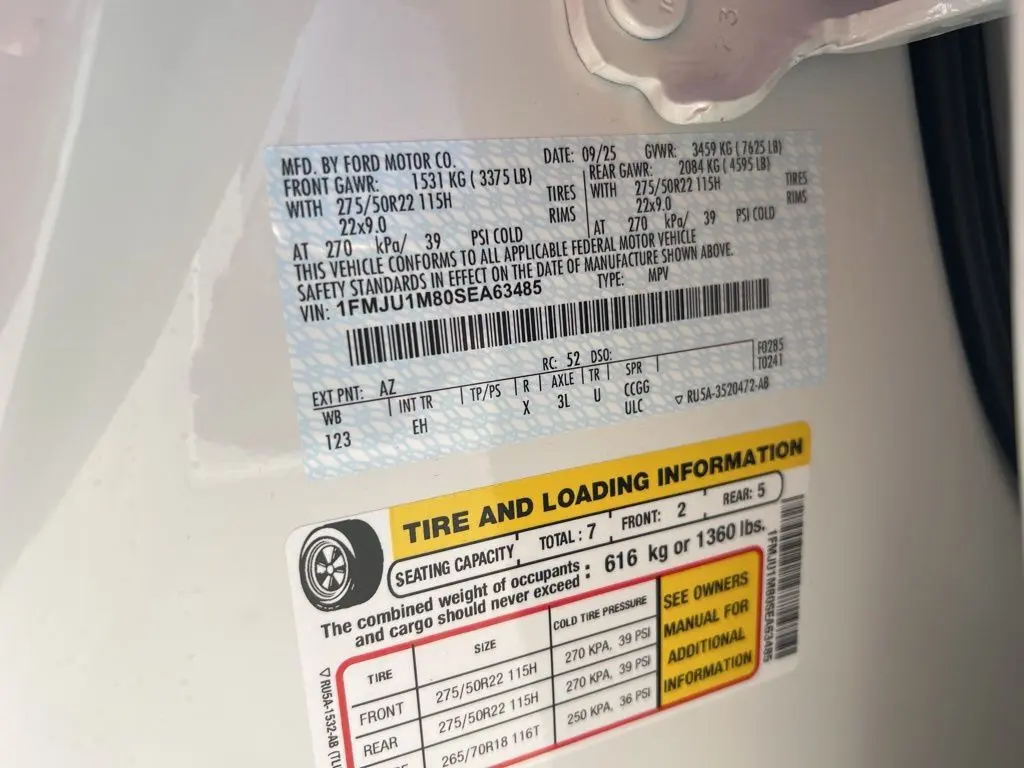 MFD. BY FORD MOTOR CO. DATE: 09/25 GVWR: 3459 KG ( 7625 LB)
FRONT GAWR: 1531 KG ( 3375 LB) REAR GAWR: 2084 KG ( 4595 LB)
WITH 275/50R22 115H TIRES WITH 275/50R22 115H TIRES
22x9.0 RIMS 22x9.0 RIMS
AT 270 kPa/ 39 PSI COLD AT 270 kPa/ 39 PSI COLD
THIS VEHICLE CONFORMS TO ALL APPLICABLE FEDERAL MOTOR VEHICLE
SAFETY STANDARDS IN EFFECT ON THE DATE OF MANUFACTURE SHOWN ABOVE.
VIN: 1FMJU1M80SEA63485 TYPE: MPV
EXT PNT: AZ RC: 52 DSO: F0285
WB INT TR TP/PS R AXLE TR SPR T0241
123 EH X 3L U CCGG RU5A-3520472-AB
ULC
TIRE AND LOADING INFORMATION
SEATING CAPACITY TOTAL : 7 FRONT: 2 REAR: 5
The combined weight of occupants
and cargo should never exceed : 616 kg or 1360 lbs.
TIRE SIZE COLD TIRE PRESSURE
FRONT 275/50R22 115H 270 KPA, 39 PSI
REAR 275/50R22 115H 270 KPA, 39 PSI
265/70R18 116T 250 KPA, 36 PSI
SEE OWNERS
MANUAL FOR
ADDITIONAL
INFORMATION
1FMJU1M80SEA63485
RU5A-1532-AB